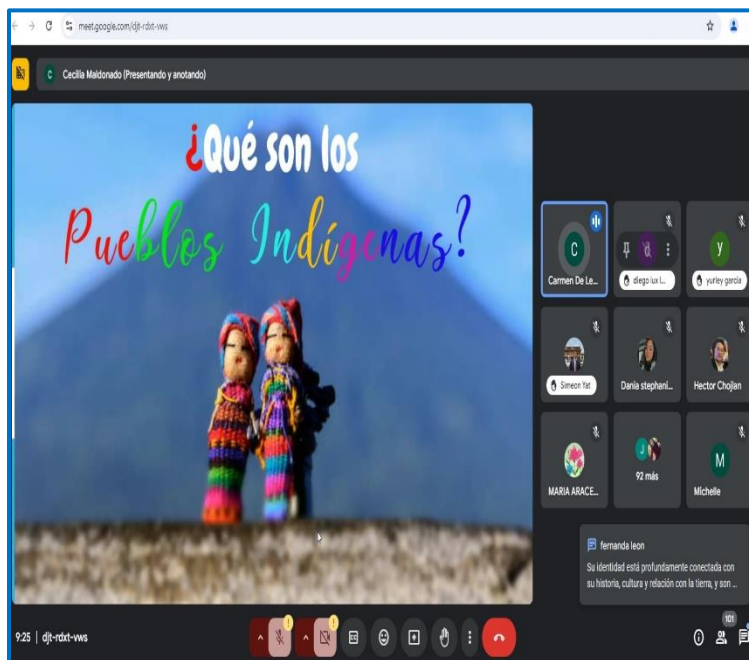 meet.google.com/djt-rdxt-vws
C Cecilia Maldonado (Presentando y anotando)
¿Qué son los
Pueblos Indígenas?
C
Carmen De Le...
diego lux l...
y
yurley garcia
Simeon Yat
Dania stephani...
Hector Chojlan
MARIA ARACE...
J
92 más
M
Michelle
fernanda leon
Su identidad está profundamente conectada con
su historia, cultura y relación con la tierra, y son ...
9:25 | djt-rdxt-vws
101